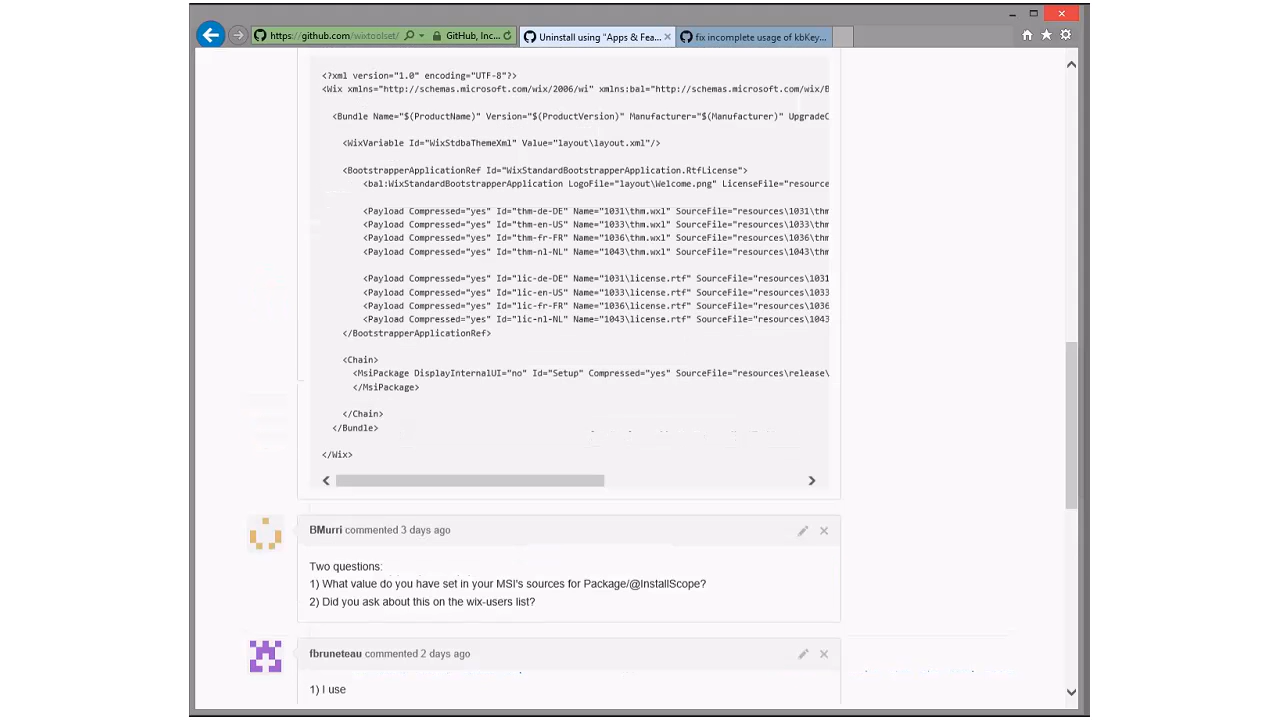 https://github.com/wixtoolset/ GitHub, Inc... Uninstall using "Apps & Fea... fix incomplete usage of kbKey...
<?xml version="1.0" encoding="UTF-8"?>
<Wix xmlns="http://schemas.microsoft.com/wix/2006/wi" xmlns:bal="http://schemas.microsoft.com/wix/B
<Bundle Name="$(ProductName)" Version="$(ProductVersion)" Manufacturer="$(Manufacturer)" UpgradeC
<WixVariable Id="WixStdbaThemeXml" Value="layout\layout.xml"/>
<BootstrapperApplicationRef Id="WixStandardBootstrapperApplication.RtfLicense">
<bal:WixStandardBootstrapperApplication LogoFile="layout\Welcome.png" LicenseFile="resource
<Payload Compressed="yes" Id="thm-de-DE" Name="1031\thm.wxl" SourceFile="resources\1031\thm
<Payload Compressed="yes" Id="thm-en-US" Name="1033\thm.wxl" SourceFile="resources\1033\thm
<Payload Compressed="yes" Id="thm-fr-FR" Name="1036\thm.wxl" SourceFile="resources\1036\thm
<Payload Compressed="yes" Id="thm-nl-NL" Name="1043\thm.wxl" SourceFile="resources\1043\thm
<Payload Compressed="yes" Id="lic-de-DE" Name="1031\license.rtf" SourceFile="resources\1031
<Payload Compressed="yes" Id="lic-en-US" Name="1033\license.rtf" SourceFile="resources\1033
<Payload Compressed="yes" Id="lic-fr-FR" Name="1036\license.rtf" SourceFile="resources\1036
<Payload Compressed="yes" Id="lic-nl-NL" Name="1043\license.rtf" SourceFile="resources\1043
</BootstrapperApplicationRef>
<Chain>
<MsiPackage DisplayInternalUI="no" Id="Setup" Compressed="yes" SourceFile="resources\release\
</MsiPackage>
</Chain>
</Bundle>
</Wix>
BMurri commented 3 days ago
Two questions:
1) What value do you have set in your MSI's sources for Package/@InstallScope?
2) Did you ask about this on the wix-users list?
fbruneteau commented 2 days ago
1) I use